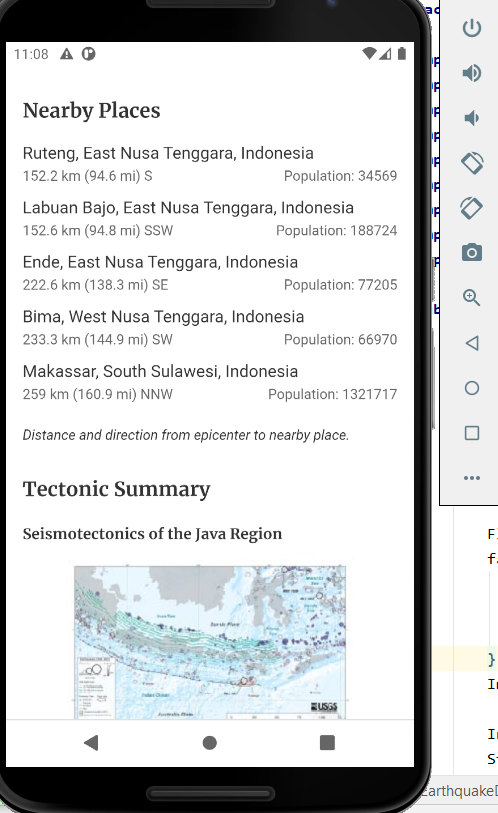 11:08
Nearby Places
Ruteng, East Nusa Tenggara, Indonesia
152.2 km (94.6 mi) S Population: 34569
Labuan Bajo, East Nusa Tenggara, Indonesia
152.6 km (94.8 mi) SSW Population: 188724
Ende, East Nusa Tenggara, Indonesia
222.6 km (138.3 mi) SE Population: 77205
Bima, West Nusa Tenggara, Indonesia
233.3 km (144.9 mi) SW Population: 66970
Makassar, South Sulawesi, Indonesia
259 km (160.9 mi) NNW Population: 1321717
Distance and direction from epicenter to nearby place.
Tectonic Summary
Seismotectonics of the Java Region
Indian Ocean
USGS
}